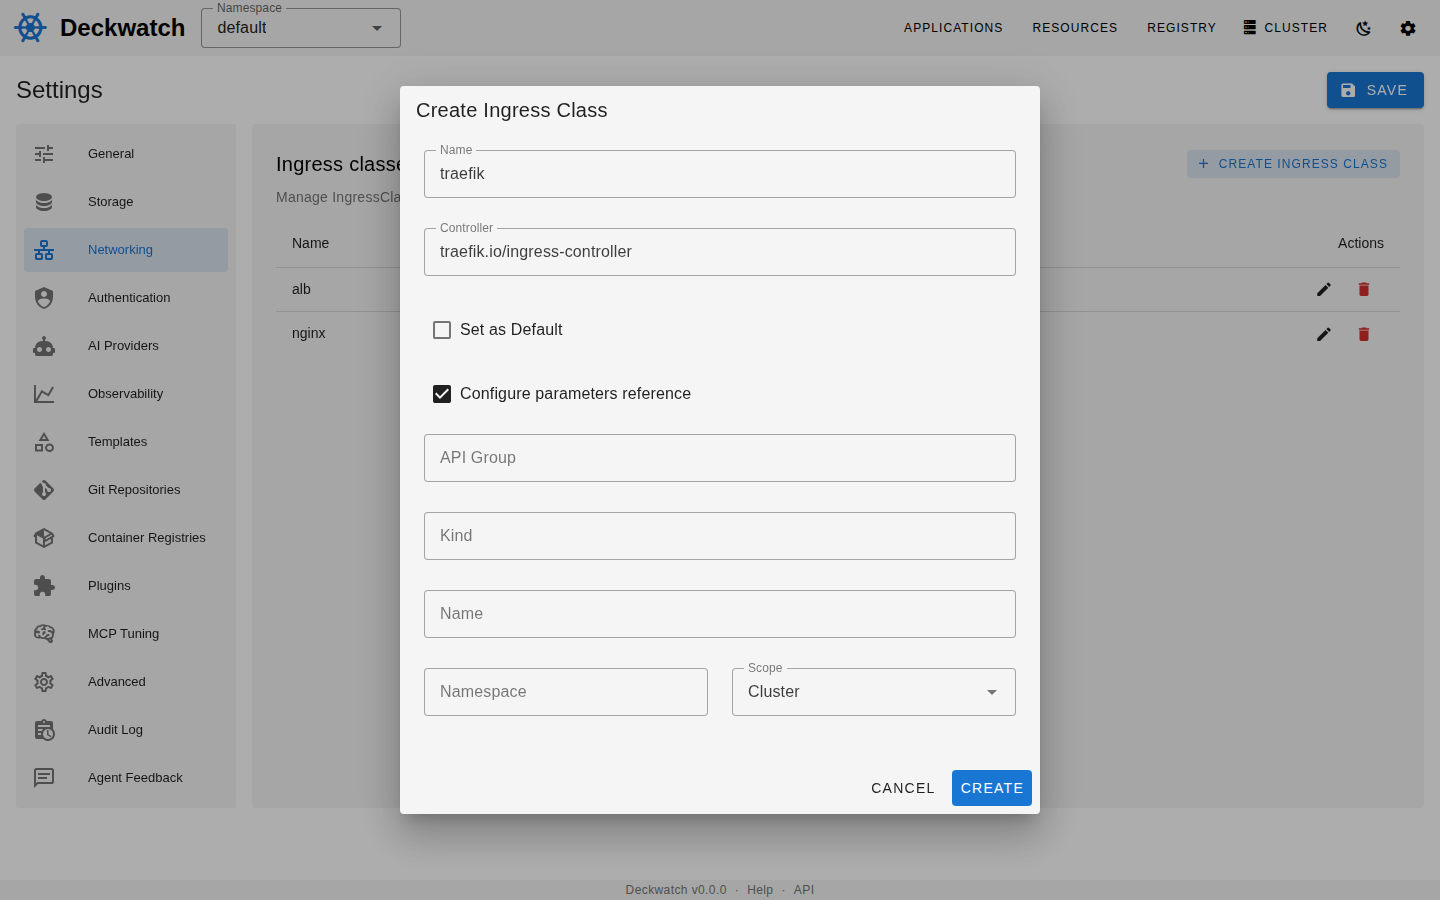 Namespace
Deckwatch
default
APPLICATIONS
RESOURCES
REGISTRY
CLUSTER
Settings
SAVE
General
Storage
Networking
Authentication
AI Providers
Observability
Templates
Git Repositories
Container Registries
Plugins
MCP Tuning
Advanced
Audit Log
Agent Feedback
Ingress classe
CREATE INGRESS CLASS
Manage IngressCla
Name
Actions
alb
nginx
Create Ingress Class
Name
traefik
Controller
traefik.io/ingress-controller
Set as Default
Configure parameters reference
API Group
Kind
Name
Namespace
Scope
Cluster
CANCEL
CREATE
Deckwatch v0.0.0 · Help · API